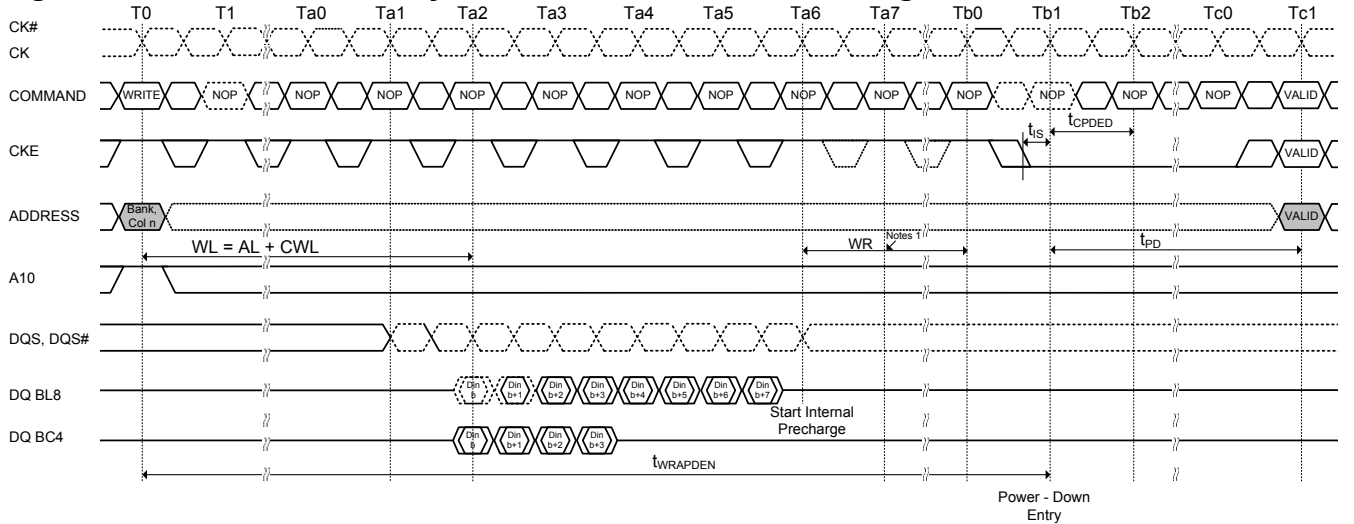 T0 T1 Ta0 Ta1 Ta2 Ta3 Ta4 Ta5 Ta6 Ta7 Tb0 Tb1 Tb2 Tc0 Tc1
CK#
CK
COMMAND WRITE NOP NOP NOP NOP NOP NOP NOP NOP NOP NOP NOP NOP NOP VALID
tIS tCPDED
CKE VALID
ADDRESS Bank, Col n VALID
WL = AL + CWL WR Notes 1 tPD
A10
DQS, DQS#
DQ BL8 Din b Din b+1 Din b+2 Din b+3 Din b+4 Din b+5 Din b+6 Din b+7
Start Internal
Precharge
DQ BC4 Din b Din b+1 Din b+2 Din b+3
tWRAPDEN
Power - Down
Entry